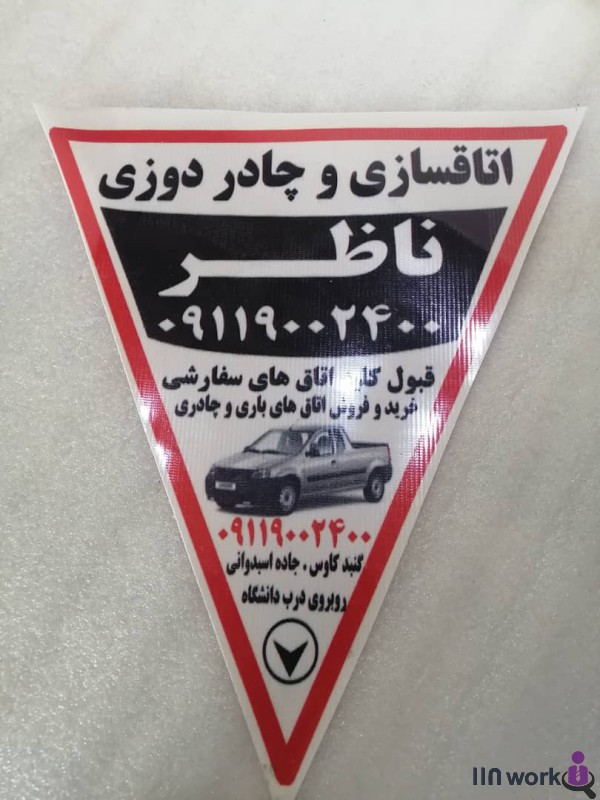 اتاقسازی و چادر دوزی
ناظر
۰۹۱۱۹۰۰۲۴۰۰
قبول کلیه اتاق های سفارشی
خرید و فروش اتاق های باری و چادری
۰۹۱۱۹۰۰۲۴۰۰
گنبد کاوس ، جاده اسبدوانی
روبروی درب دانشگاه
IIn work